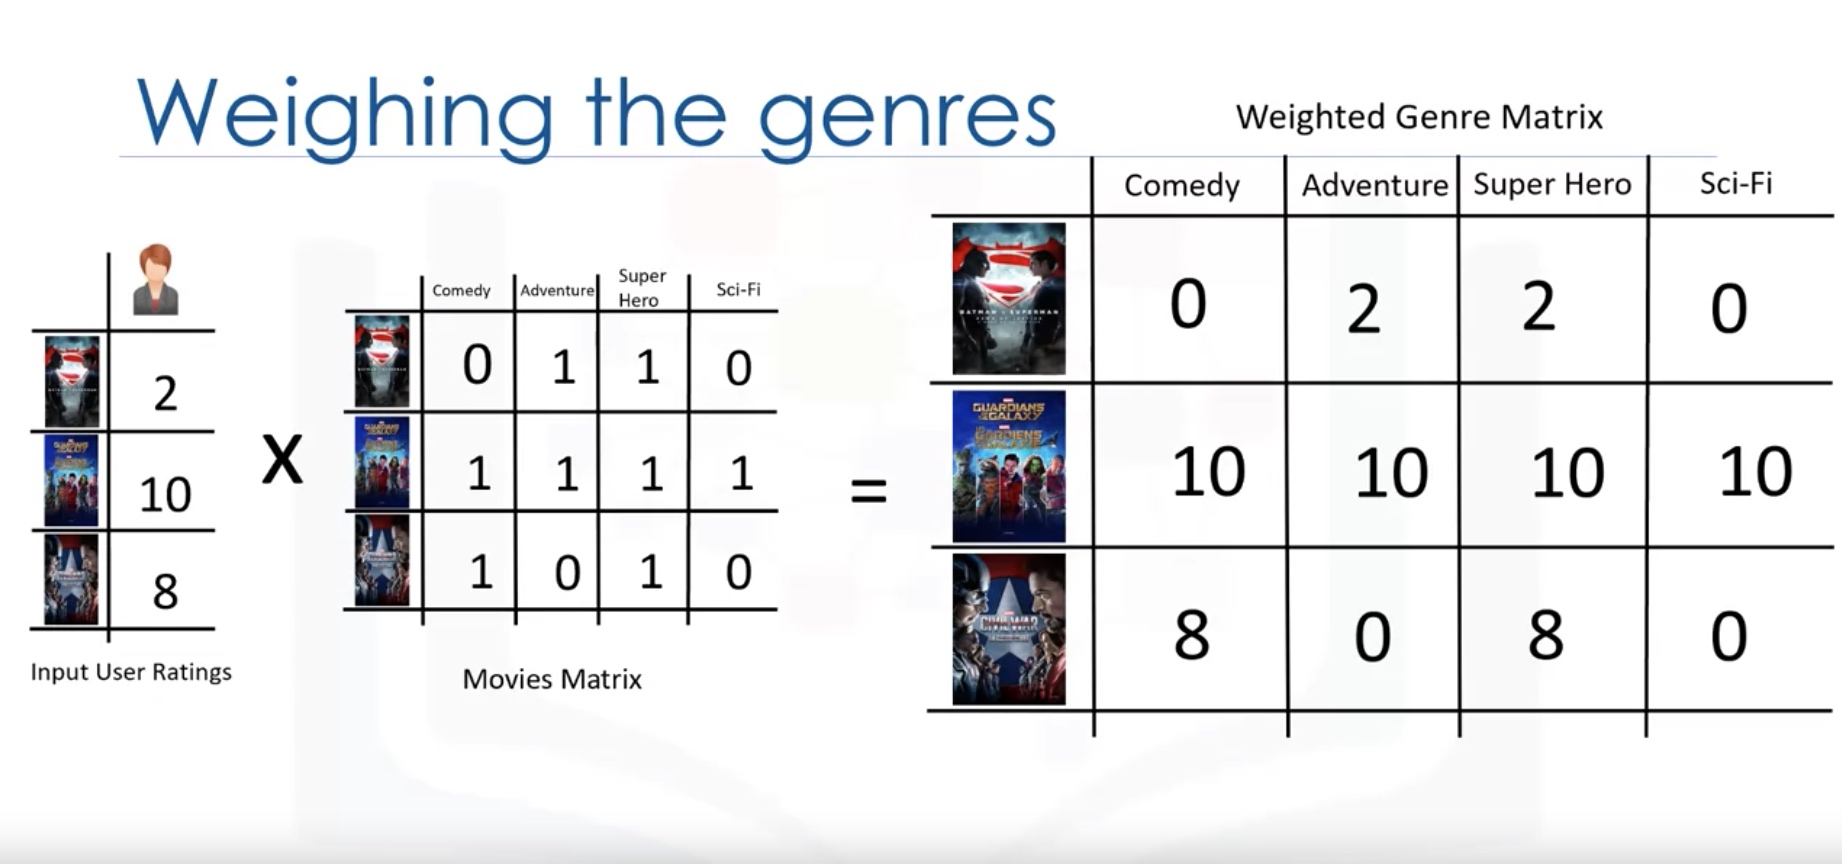 Weighing the genres
Weighted Genre Matrix
Comedy Adventure Super Hero Sci-Fi
BATMAN v SUPERMAN
0 2 2 0
GUARDIANS
GALAXY
GARDIENS
10 10 10 10
CIVIL WAR
8 0 8 0
2
10
8
Input User Ratings
X
Comedy Adventure Super Hero Sci-Fi
0 1 1 0
1 1 1 1
1 0 1 0
Movies Matrix
=